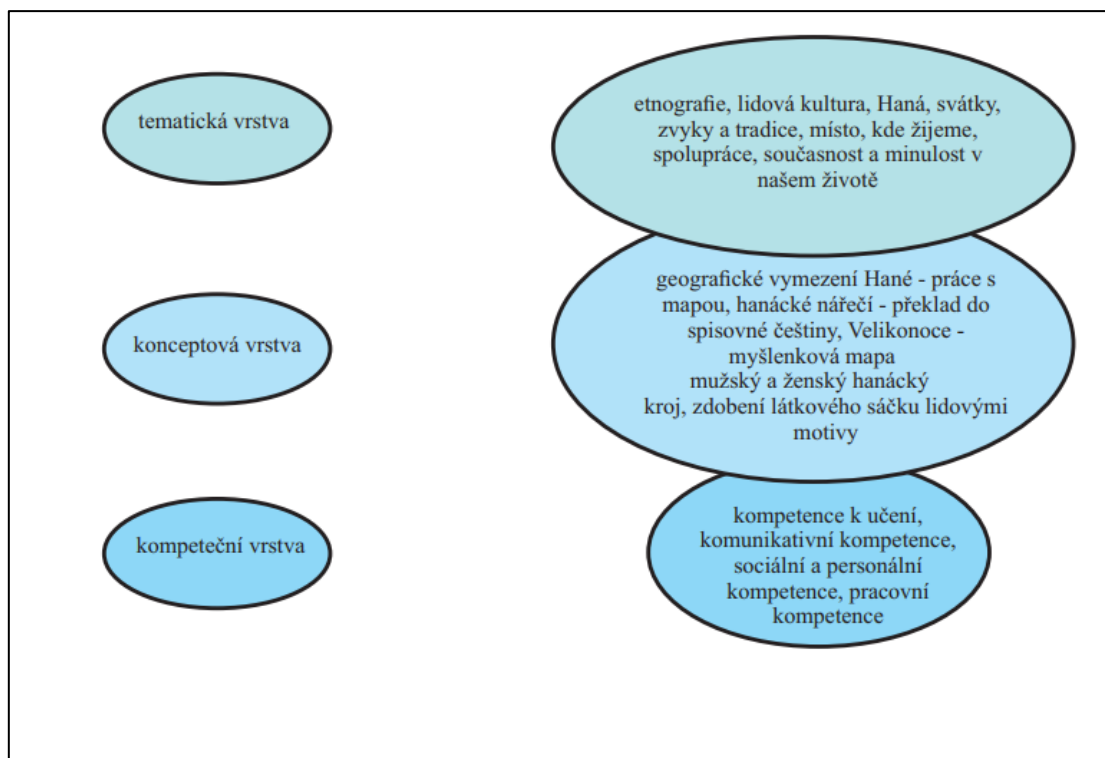 tematická vrstva
etnografie, lidová kultura, Haná, svátky,
zvyky a tradice, místo, kde žijeme,
spolupráce, současnost a minulost v
našem životě
konceptová vrstva
geografické vymezení Hané - práce s
mapou, hanácké nářečí - překlad do
spisovné češtiny, Velikonoce -
myšlenková mapa
mužský a ženský hanácký
kroj, zdobení látkového sáčku lidovými
motivy
kompeteční vrstva
kompetence k učení,
komunikativní kompetence,
sociální a personální
kompetence, pracovní
kompetence